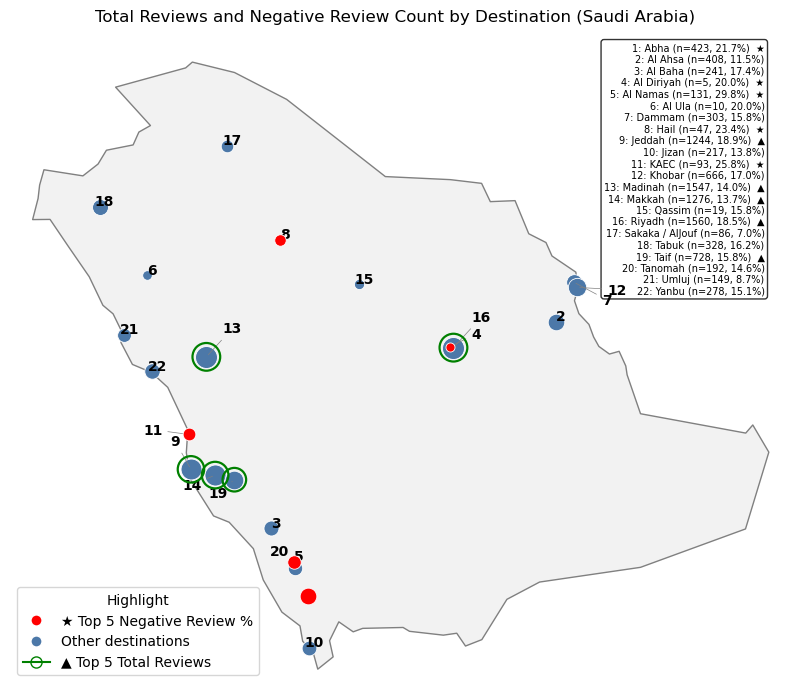 Total Reviews and Negative Review Count by Destination (Saudi Arabia)
1: Abha (n=423, 21.7%) ★
2: Al Ahsa (n=408, 11.5%)
3: Al Baha (n=241, 17.4%)
4: Al Diriyah (n=5, 20.0%) ★
5: Al Namas (n=131, 29.8%) ★
6: Al Ula (n=10, 20.0%)
7: Dammam (n=303, 15.8%)
8: Hail (n=47, 23.4%) ★
9: Jeddah (n=1244, 18.9%) ▲
10: Jizan (n=217, 13.8%)
11: KAEC (n=93, 25.8%) ★
12: Khobar (n=666, 17.0%)
13: Madinah (n=1547, 14.0%) ▲
14: Makkah (n=1276, 13.7%) ▲
15: Qassim (n=19, 15.8%)
16: Riyadh (n=1560, 18.5%) ▲
17: Sakaka / AlJouf (n=86, 7.0%)
18: Tabuk (n=328, 16.2%)
19: Taif (n=728, 15.8%) ▲
20: Tanomah (n=192, 14.6%)
21: Umluj (n=149, 8.7%)
22: Yanbu (n=278, 15.1%)
17
18
8
6
15
12
7
2
16
4
13
21
22
11
9
14
19
3
20
5
10
Highlight
★ Top 5 Negative Review %
Other destinations
▲ Top 5 Total Reviews